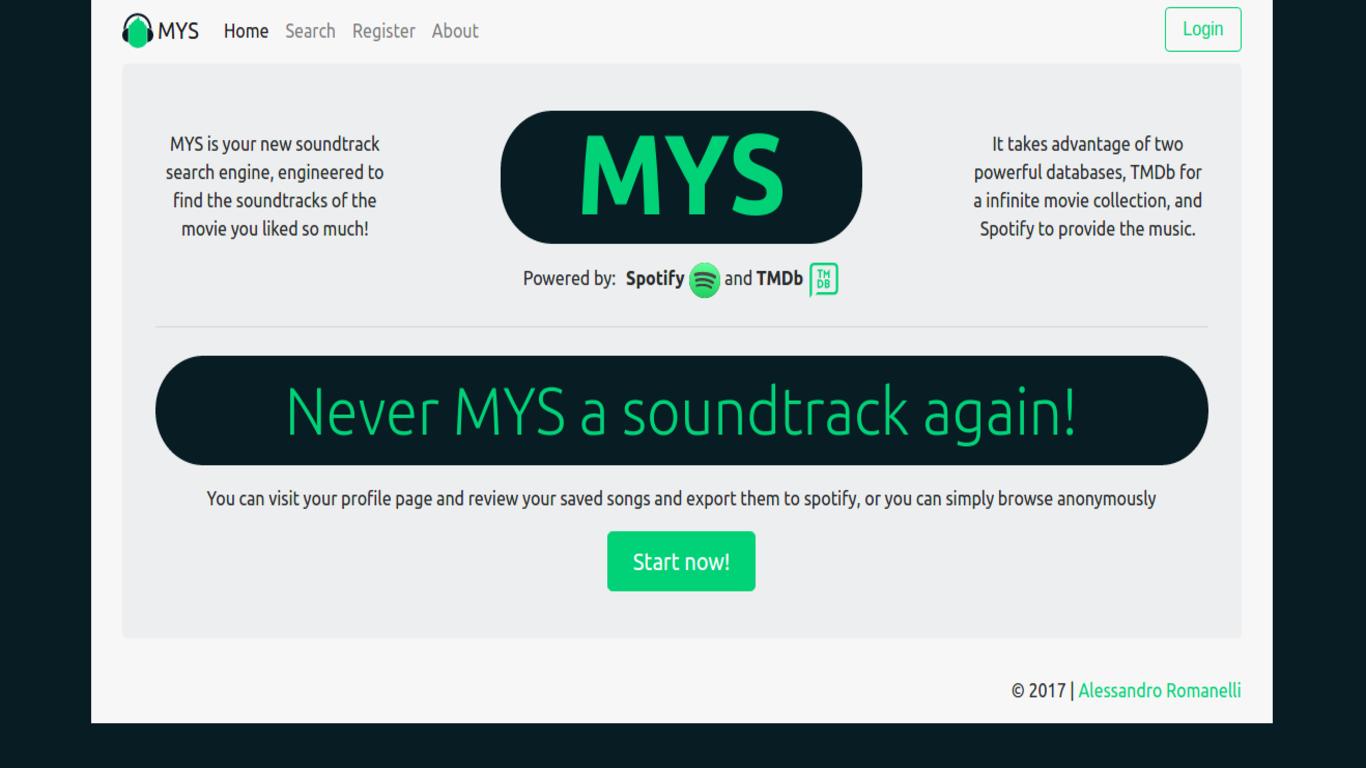 MYS Home Search Register About Login
MYS is your new soundtrack
search engine, engineered to
find the soundtracks of the
movie you liked so much!
MYS
Powered by: Spotify and TMDb TM
DB
It takes advantage of two
powerful databases, TMDb for
a infinite movie collection, and
Spotify to provide the music.
Never MYS a soundtrack again!
You can visit your profile page and review your saved songs and export them to spotify, or you can simply browse anonymously
Start now!
© 2017 | Alessandro Romanelli